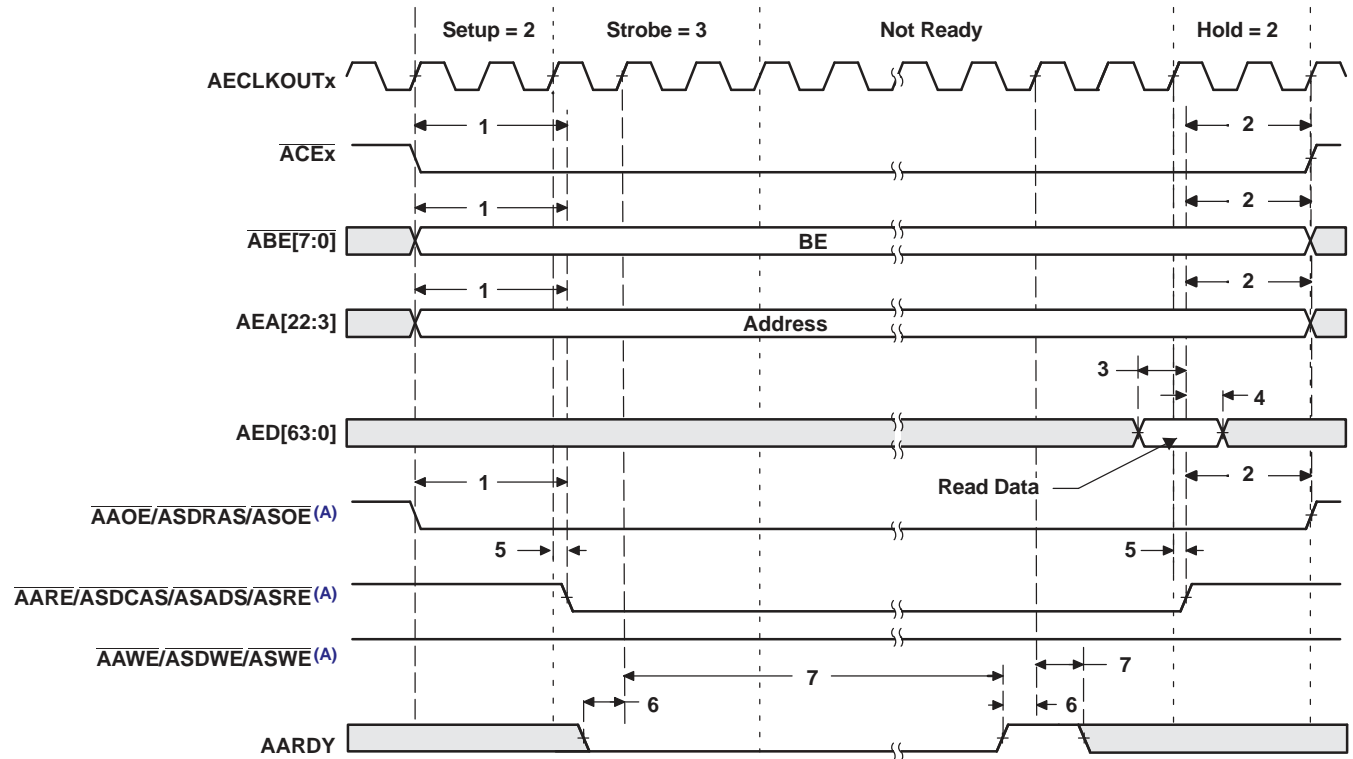 Setup = 2 Strobe = 3 Not Ready Hold = 2
AECLKOUTx
1 2
ACEx
1 2
ABE[7:0] BE
1 2
AEA[22:3] Address
3
4
AED[63:0]
1 Read Data 2
AAOE/ASDRAS/ASOE(A)
5 5
AARE/ASDCAS/ASADS/ASRE(A)
AAWE/ASDWE/ASWE(A)
7 7
6 6
AARDY